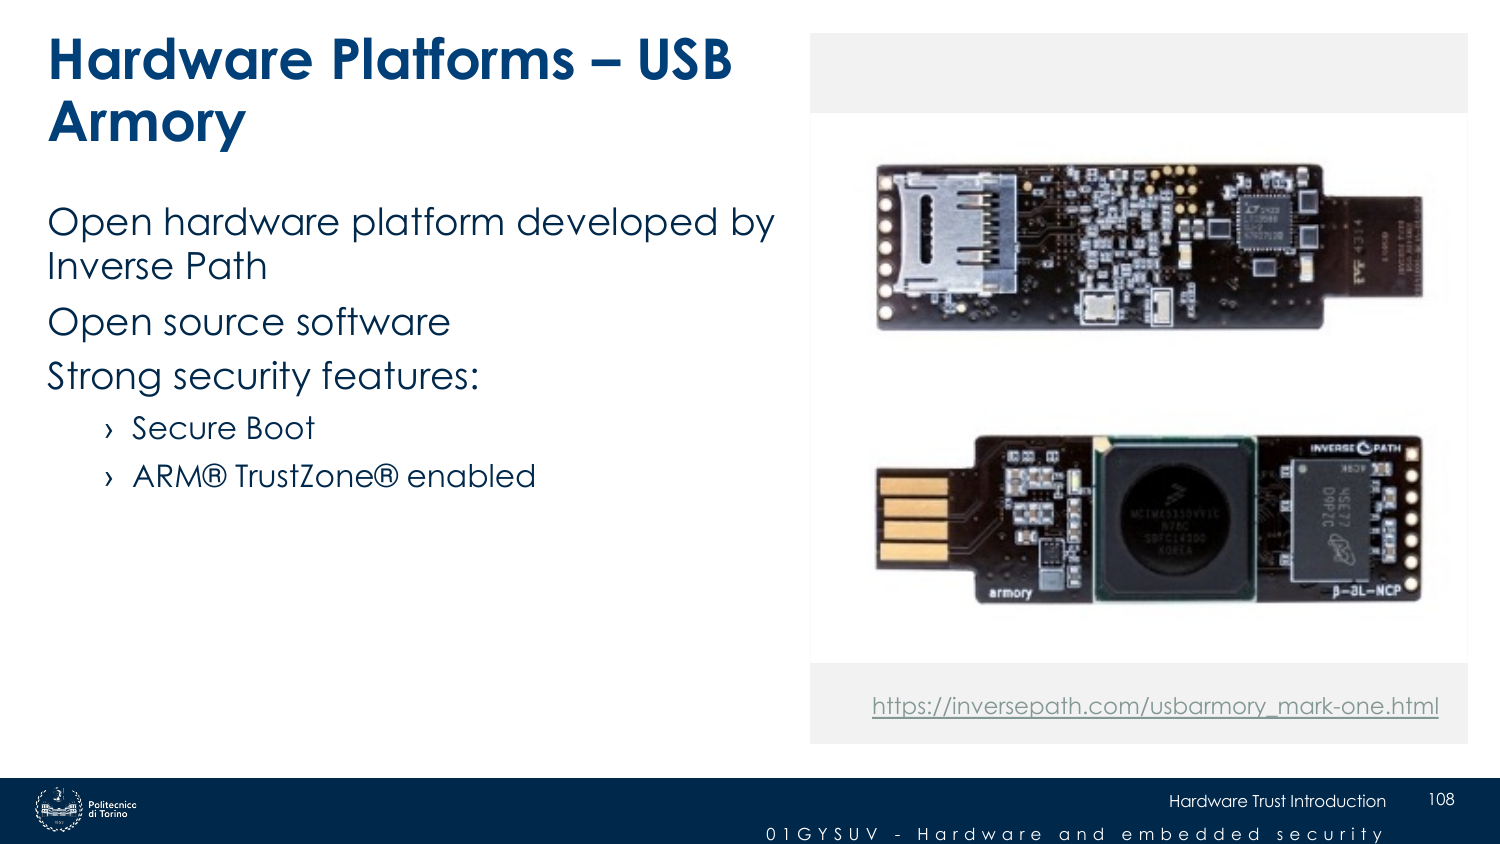 Hardware Platforms – USB
Armory
Open hardware platform developed by
Inverse Path
Open source software
Strong security features:
› Secure Boot
› ARM® TrustZone® enabled
INVERSE PATH
armory
β-3L-NCP
https://inversepath.com/usbarmory_mark-one.html
Politecnico
di Torino
Hardware Trust Introduction
108
01GYSUV - Hardware and embedded security